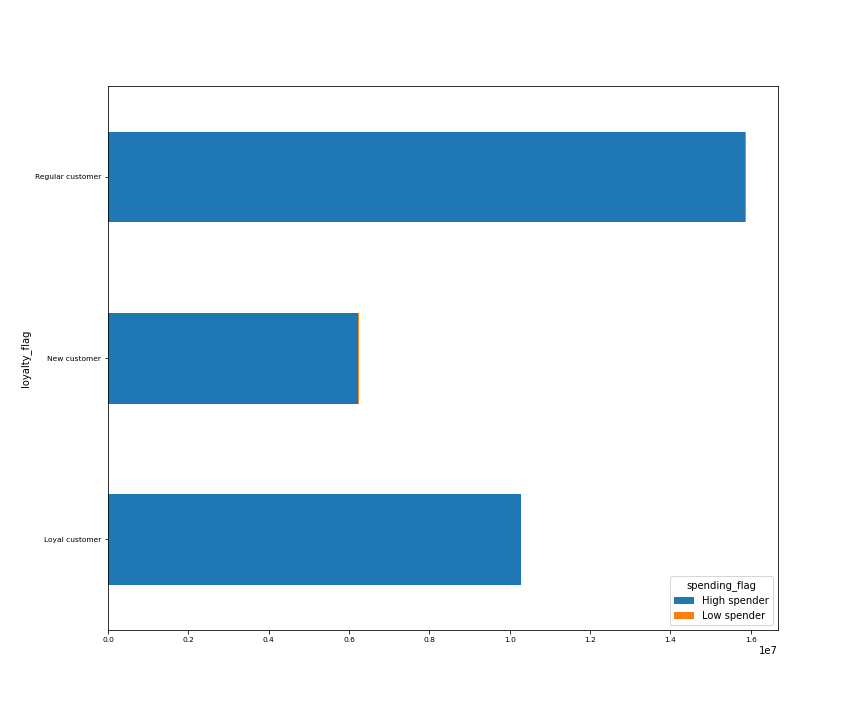 Regular customer
New customer
Loyal customer
loyalty_flag
0.0 0.2 0.4 0.6 0.8 1.0 1.2 1.4 1.6
1e7
spending_flag
High spender
Low spender